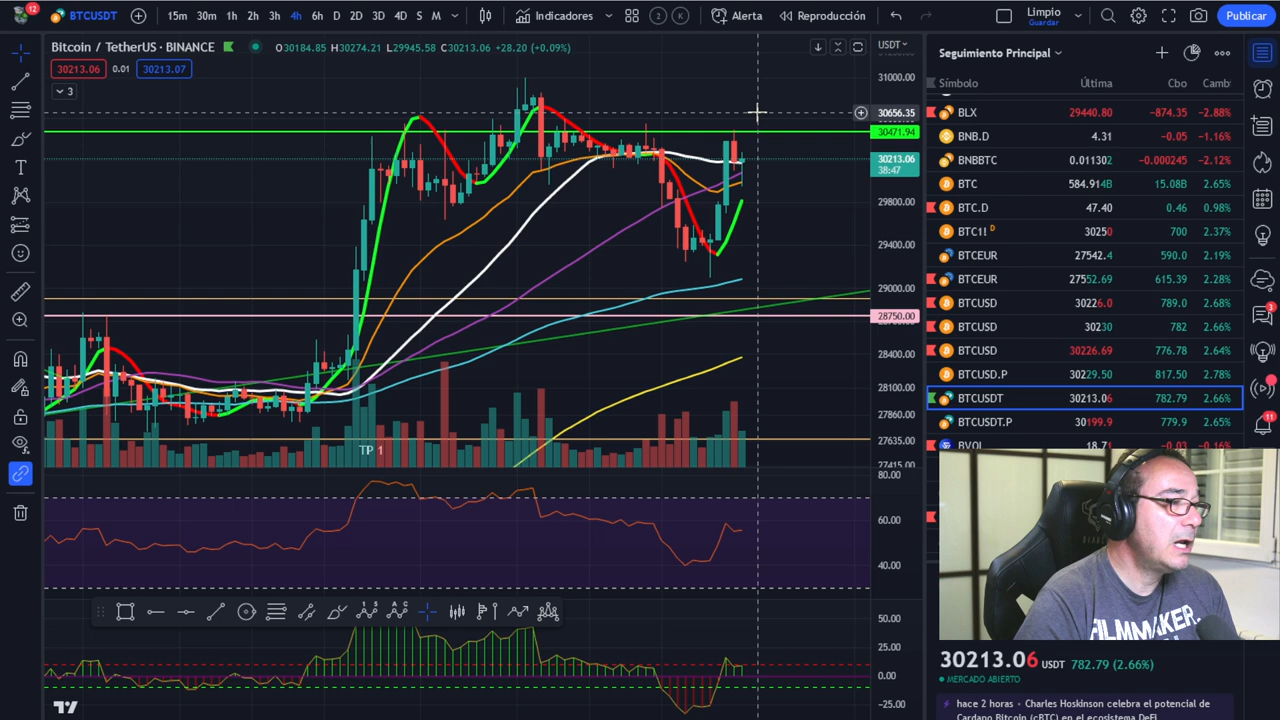 12
BTCUSDT
15m 30m 1h 2h 3h 4h 6h D 2D 3D 4D S M
Indicadores
2 K
Alerta
Reproducción
Limpio
Guardar
Publicar
Bitcoin / TetherUS · BINANCE O30184.85 H30274.21 L29945.58 C30213.06 +28.20 (+0.09%)
30213.06 0.01 30213.07
3
USDT
31000.00
30656.35
30471.94
30213.06
38:47
29800.00
29400.00
29000.00
28750.00
28400.00
28100.00
27860.00
27635.00
27415.00
TP 1
80.00
60.00
40.00
50.00
25.00
0.00
−25.00
Seguimiento Principal
Símbolo Última Cbo Camb
BLX 29440.80 −874.35 −2.88%
BNB.D 4.31 −0.05 −1.16%
BNBBTC 0.011302 −0.000245 −2.12%
BTC 584.914B 15.08B 2.65%
BTC.D 47.40 0.46 0.98%
BTC1! D 30250 700 2.37%
BTCEUR 27542.4 590.0 2.19%
BTCEUR 27552.69 615.39 2.28%
BTCUSD 30226.0 789.0 2.68%
BTCUSD 30230 782 2.66%
BTCUSD 30226.69 776.78 2.64%
BTCUSD.P 30229.50 817.50 2.78%
BTCUSDT 30213.06 782.79 2.66%
BTCUSDT.P 30199.9 779.9 2.65%
BVOL 18.71 −0.03 −0.16%
3
11
FILMMAKER.
30213.06 USDT 782.79 (2.66%)
MERCADO ABIERTO
hace 2 horas • Charles Hoskinson celebra el potencial de
Cardano Bitcoin (cBTC) en el ecosistema DeFi